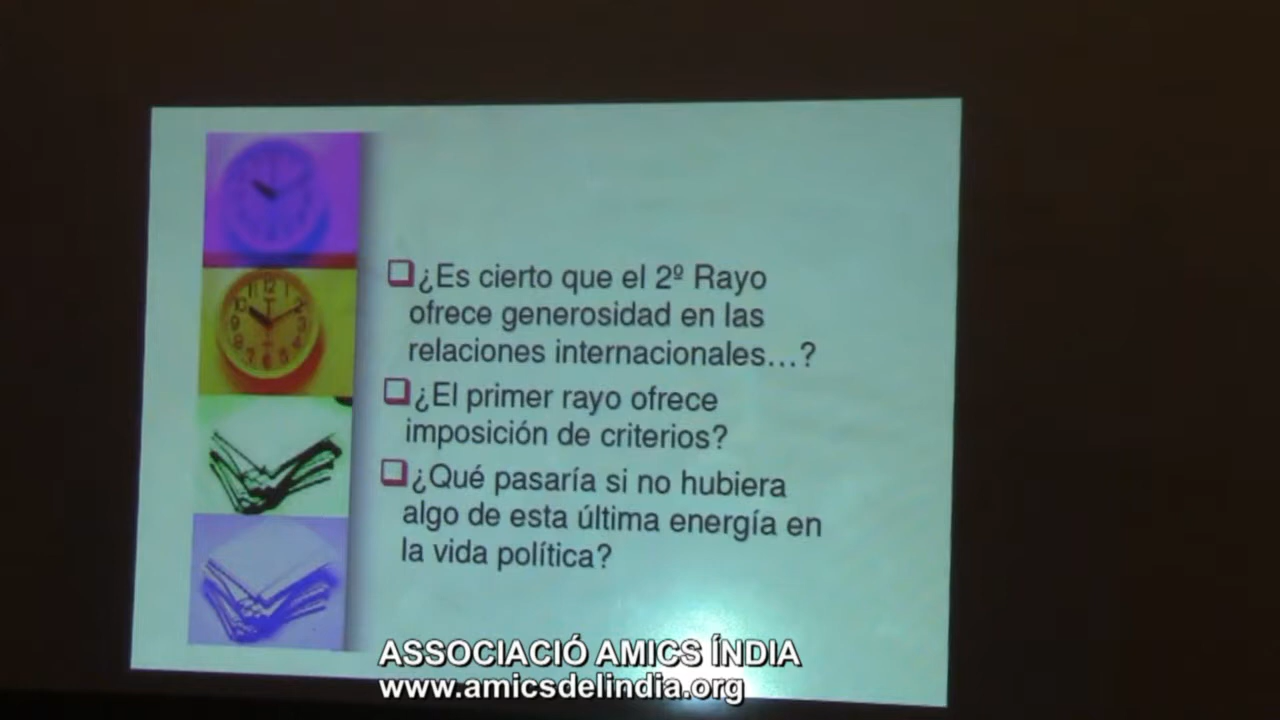 ¿Es cierto que el 2º Rayo
ofrece generosidad en las
relaciones internacionales...?
¿El primer rayo ofrece
imposición de criterios?
¿Qué pasaría si no hubiera
algo de esta última energía en
la vida política?
ASSOCIACIÓ AMICS ÍNDIA
www.amicsdelindia.org